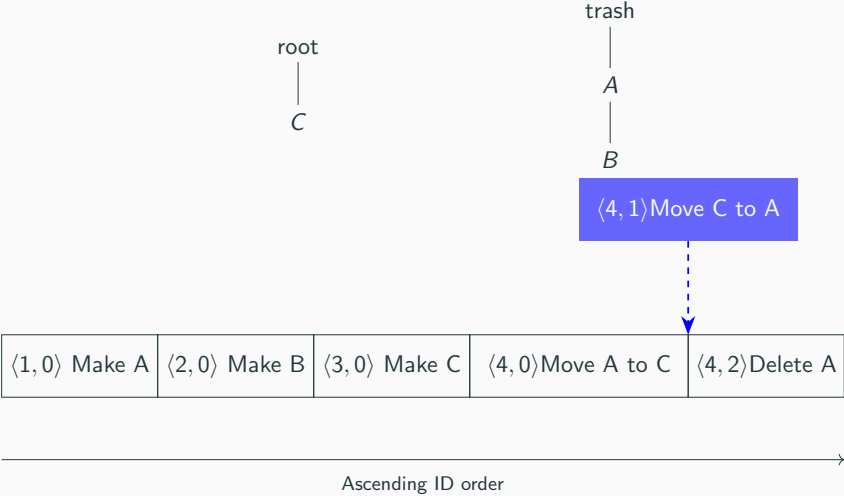 trash
root
A
C
B
⟨4, 1⟩Move C to A
⟨1, 0⟩ Make A
⟨2, 0⟩ Make B
⟨3, 0⟩ Make C
⟨4, 0⟩Move A to C
⟨4, 2⟩Delete A
Ascending ID order